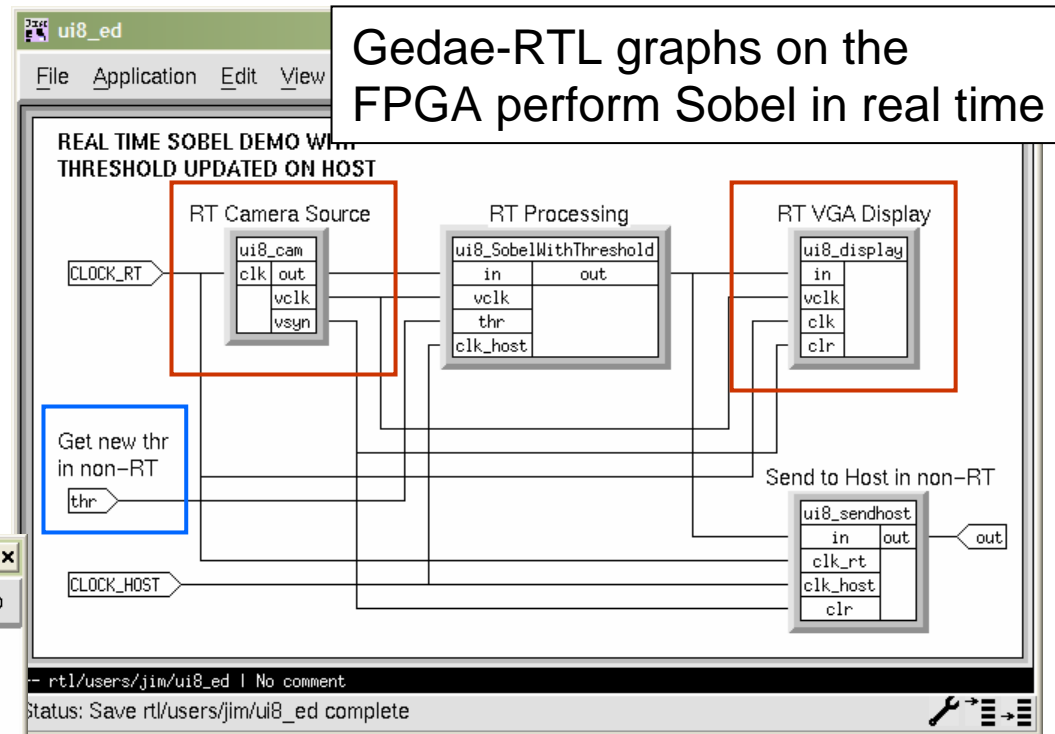 ui8_ed
Gedae-RTL graphs on the
FPGA perform Sobel in real time
File Application Edit View
REAL TIME SOBEL DEMO WITH
THRESHOLD UPDATED ON HOST
RT Camera Source
RT Processing
RT VGA Display
ui8_cam
clk out
vclk
vsyn
ui8_SobelWithThreshold
in out
vclk
thr
clk_host
ui8_display
in
vclk
clk
clr
CLOCK_RT
Get new thr
in non-RT
thr
Send to Host in non-RT
ui8_sendhost
in out
clk_rt
clk_host
clr
out
CLOCK_HOST
-- rtl/users/jim/ui8_ed | No comment
Status: Save rtl/users/jim/ui8_ed complete